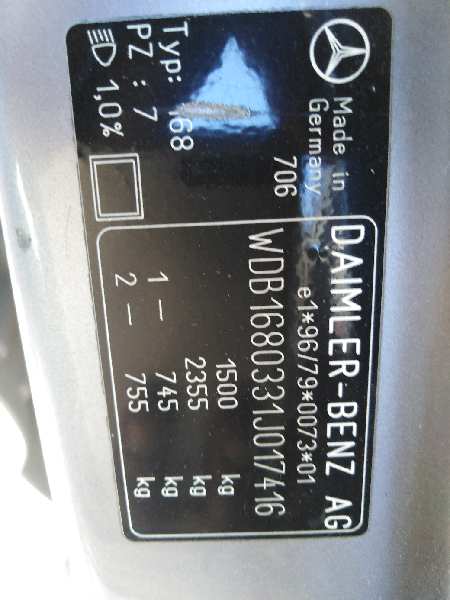 DAIMLER-BENZ AG
Made in
Germany
e1*96/79*0073*01
706
WDB1680331J017416
1500 kg
2355 kg
1 — 745 kg
2 — 755 kg
Typ: 168
PZ : 7
1,0%